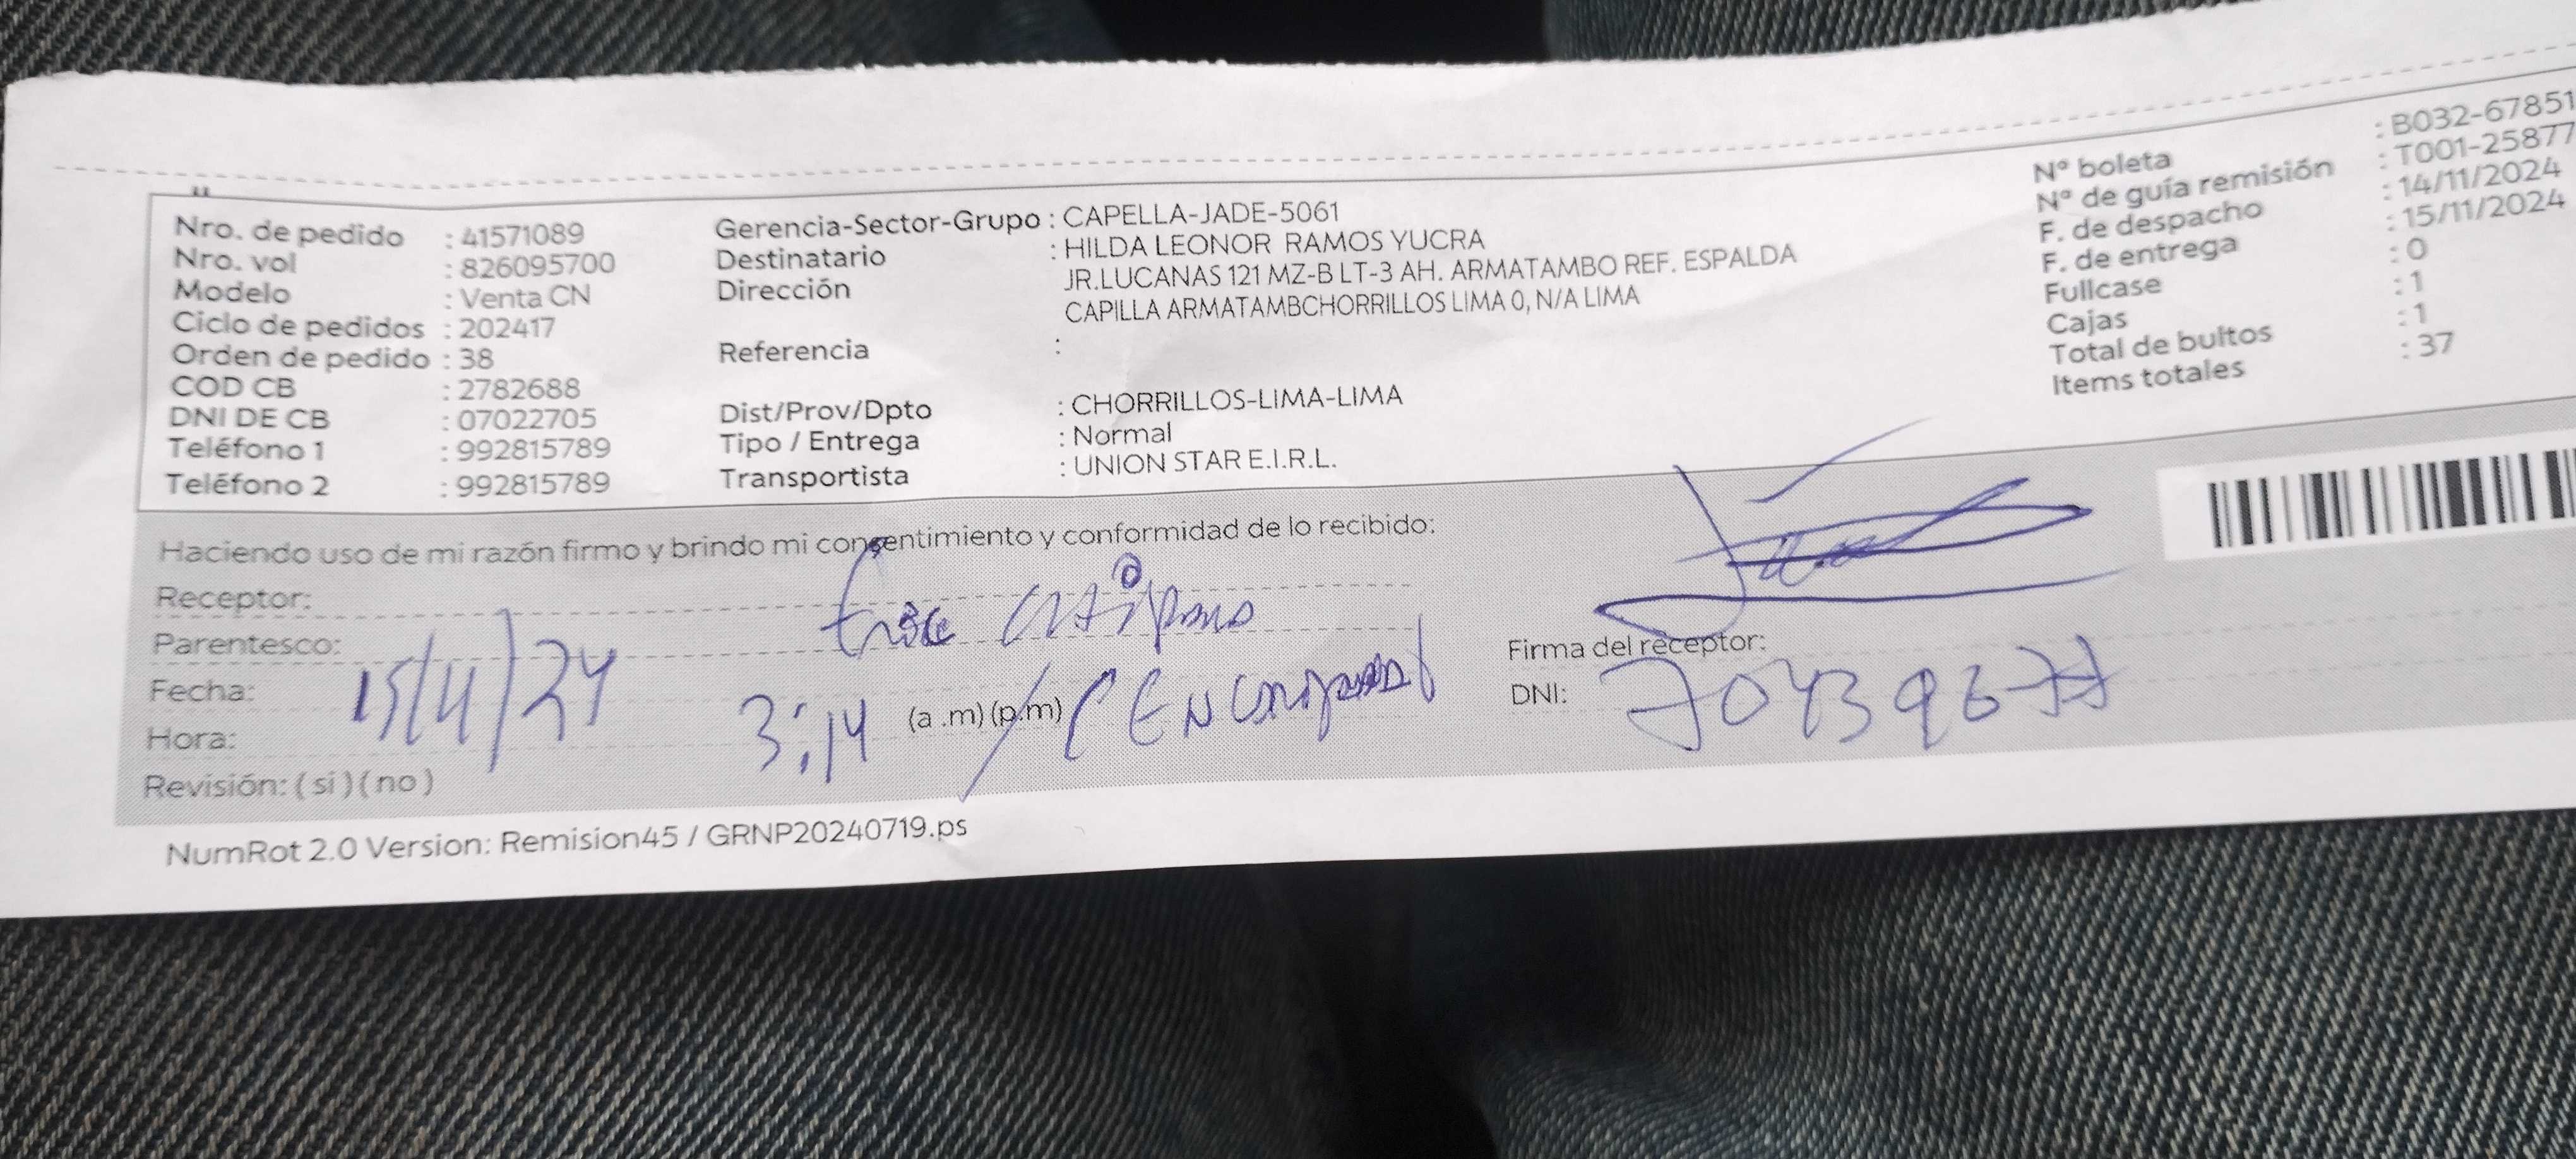 Nro. de pedido : 41571089
Nro. vol : 826095700
Modelo : Venta CN
Ciclo de pedidos : 202417
Orden de pedido : 38
COD CB : 2782688
DNI DE CB : 07022705
Teléfono 1 : 992815789
Teléfono 2 : 992815789
Gerencia-Sector-Grupo : CAPELLA-JADE-5061
Destinatario : HILDA LEONOR RAMOS YUCRA
Dirección JR.LUCANAS 121 MZ-B LT-3 AH. ARMATAMBO REF. ESPALDA
CAPILLA ARMATAMBCHORRILLOS LIMA 0, N/A LIMA
Referencia :
Dist/Prov/Dpto : CHORRILLOS-LIMA-LIMA
Tipo / Entrega : Normal
Transportista : UNION STAR E.I.R.L.
Nº boleta : B032-67851
Nº de guía remisión : T001-25877
F. de despacho : 14/11/2024
F. de entrega : 15/11/2024
Fullcase : 0
Cajas : 1
Total de bultos : 1
Items totales : 37
Haciendo uso de mi razón firmo y brindo mi consentimiento y conformidad de lo recibido:
Receptor:
Parentesco:
Fecha: 15/11/24
Hora: 3:14 (a .m) (p.m)
Revisión: ( si ) ( no )
Firma del receptor:
DNI:
NumRot 2.0 Version: Remision45 / GRNP20240719.ps